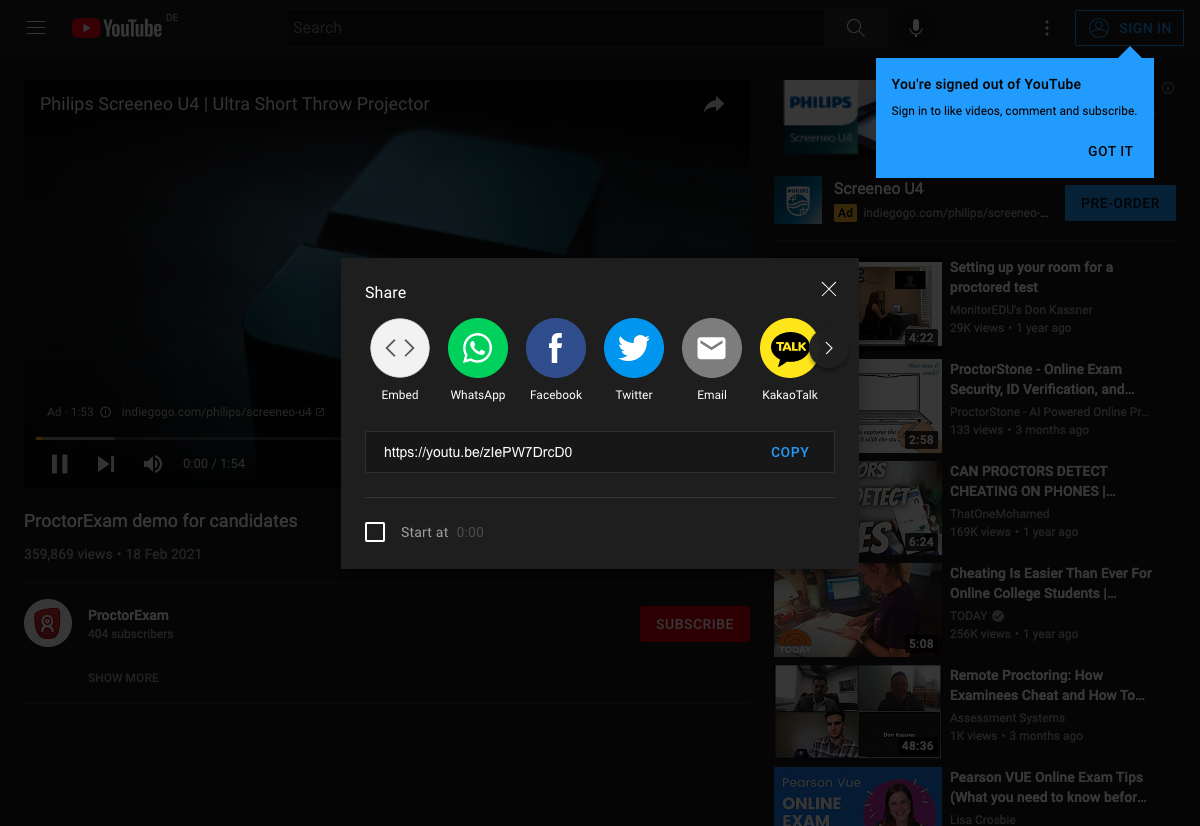 YouTube DE
Search
SIGN IN
You're signed out of YouTube
Sign in to like videos, comment and subscribe.
GOT IT
Philips Screeneo U4 | Ultra Short Throw Projector
PHILIPS
Screeneo U4
Screeneo U4
Ad indiegogo.com/philips/screeneo-...
PRE-ORDER
Share
Embed
WhatsApp
Facebook
Twitter
Email
TALK
KakaoTalk
https://youtu.be/zIePW7DrcD0
COPY
Start at 0:00
Ad · 1:53 indiegogo.com/philips/screeneo-u4
0:00 / 1:54
ProctorExam demo for candidates
359,869 views • 18 Feb 2021
ProctorExam
404 subscribers
SUBSCRIBE
SHOW MORE
4:22
Setting up your room for a
proctored test
MonitorEDU's Don Kassner
29K views • 1 year ago
2:58
ProctorStone - Online Exam
Security, ID Verification, and...
ProctorStone - AI Powered Online Pr...
133 views • 3 months ago
6:24
CAN PROCTORS DETECT
CHEATING ON PHONES |...
ThatOneMohamed
169K views • 1 year ago
TODAY
5:08
Cheating Is Easier Than Ever For
Online College Students |...
TODAY
256K views • 1 year ago
Don Kassner
48:36
Remote Proctoring: How
Examinees Cheat and How To...
Assessment Systems
1K views • 3 months ago
Pearson Vue
ONLINE
EXAM
Pearson VUE Online Exam Tips
(What you need to know befor...
Lisa Crosbie